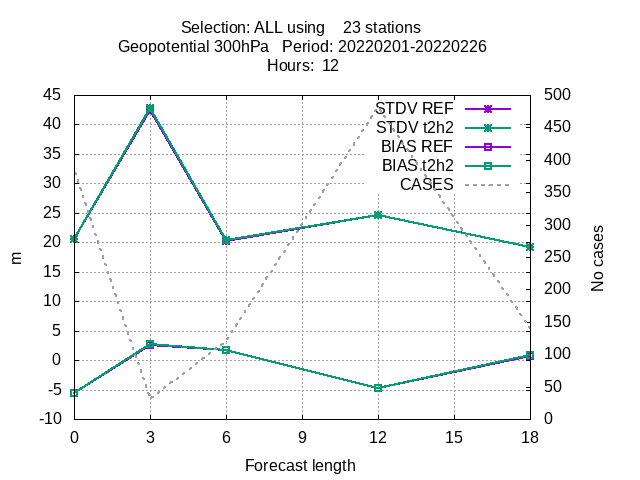 Selection: ALL using    23 stations
Geopotential 300hPa   Period: 20220201-20220226
Hours:  12
45
40
35
30
25
20
15
10
5
0
-5
-10
m
STDV REF
STDV t2h2
BIAS REF
BIAS t2h2
CASES
500
450
400
350
300
250
200
150
100
50
0
No cases
0 3 6 9 12 15 18
Forecast length